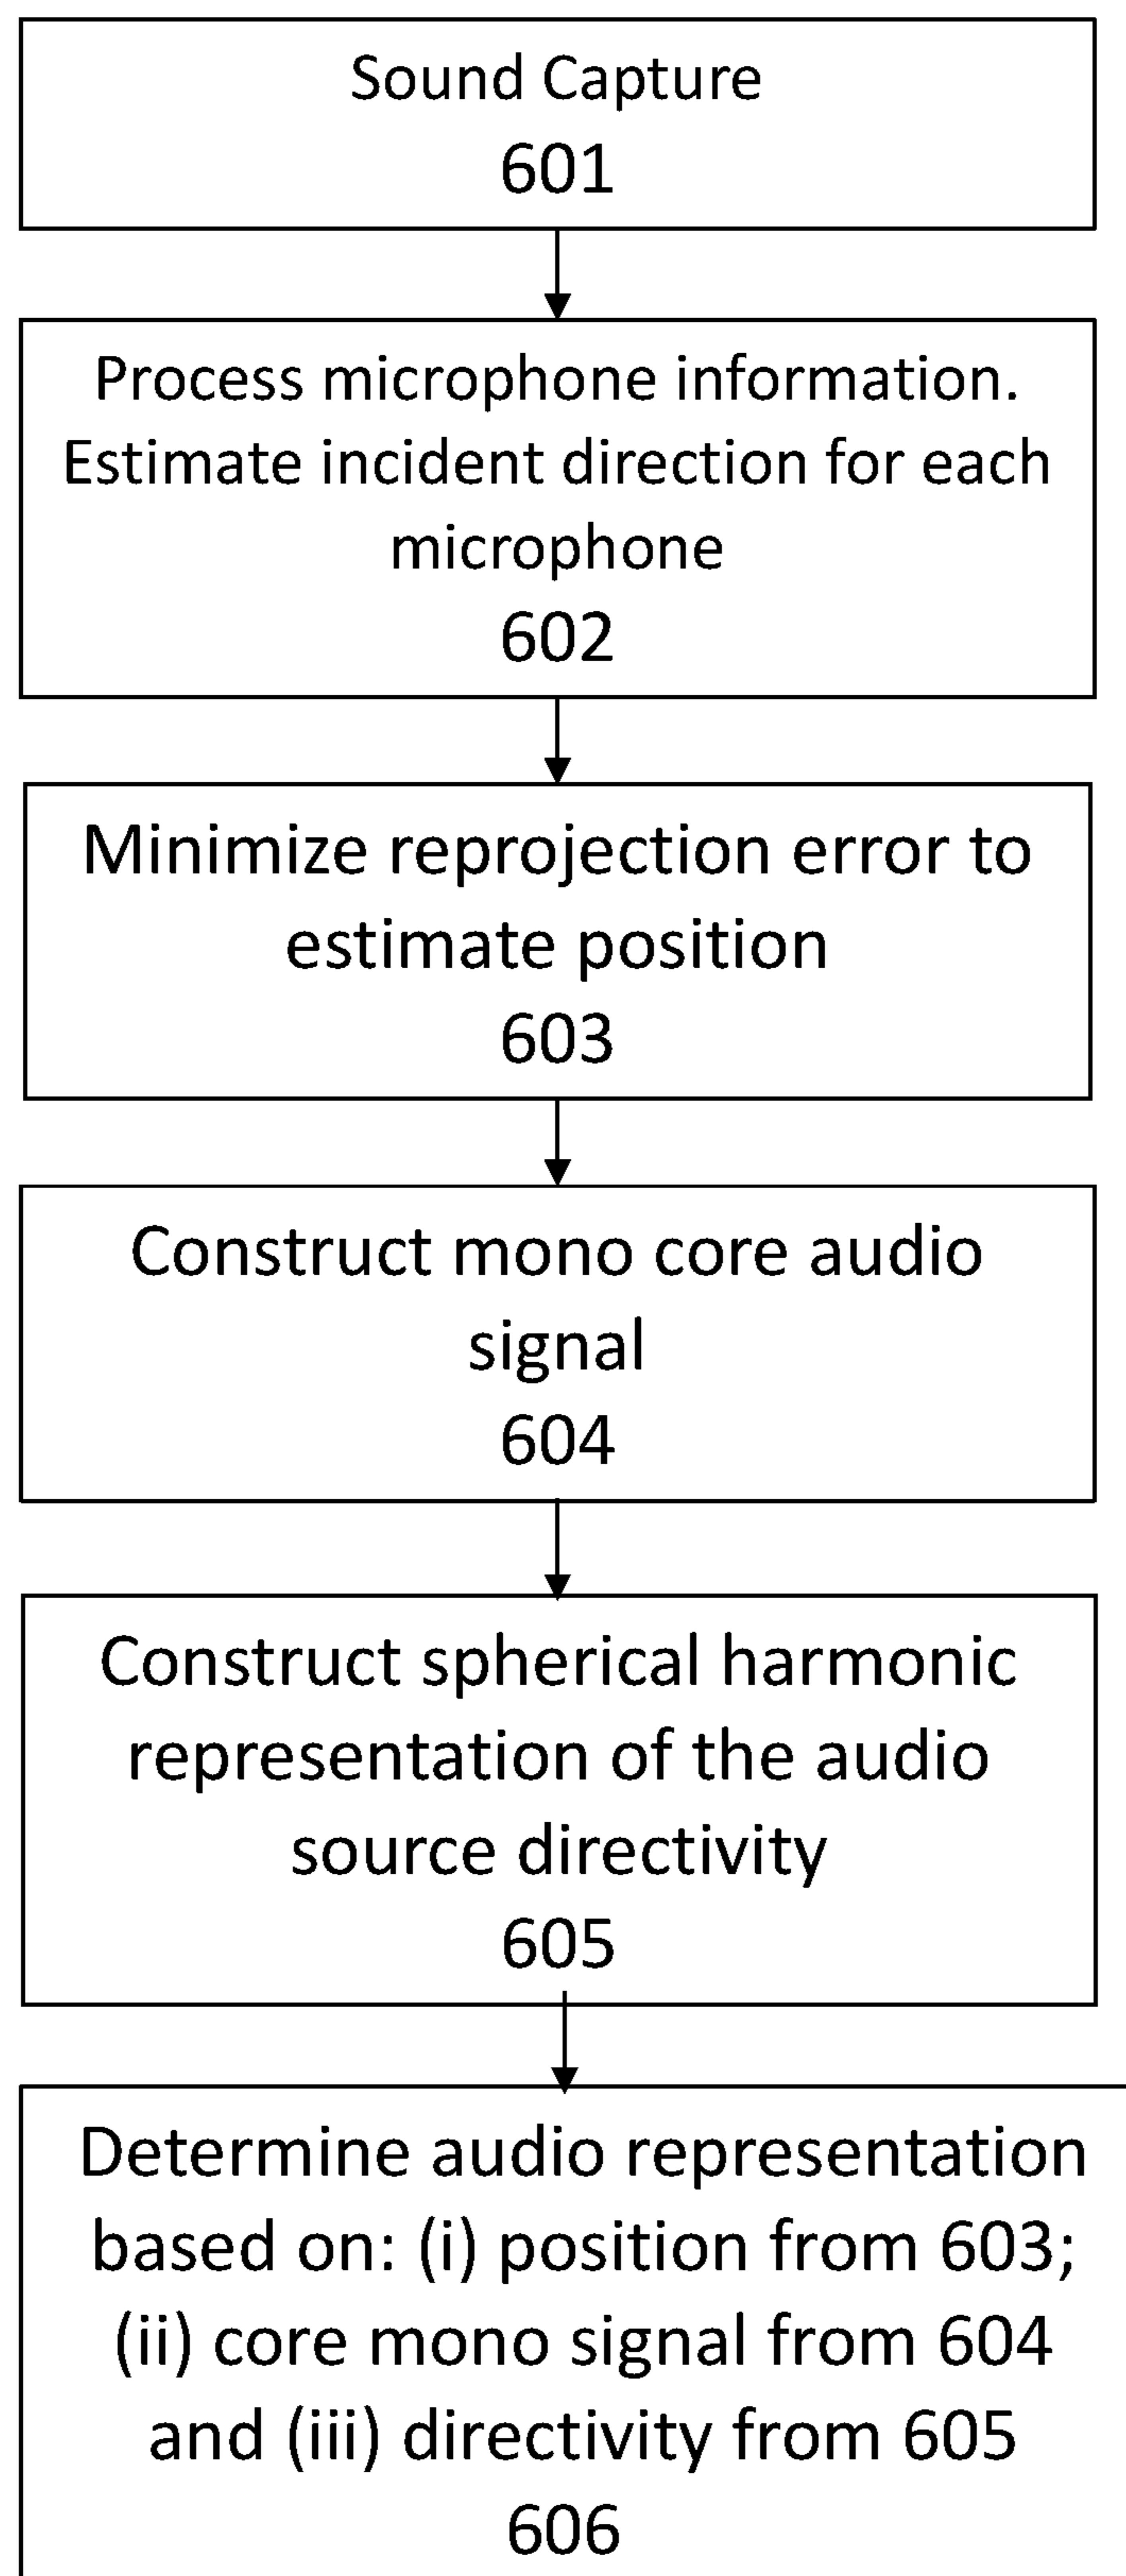 Sound Capture
601
Process microphone information.
Estimate incident direction for each
microphone
602
Minimize reprojection error to
estimate position
603
Construct mono core audio
signal
604
Construct spherical harmonic
representation of the audio
source directivity
605
Determine audio representation
based on: (i) position from 603;
(ii) core mono signal from 604
and (iii) directivity from 605
606